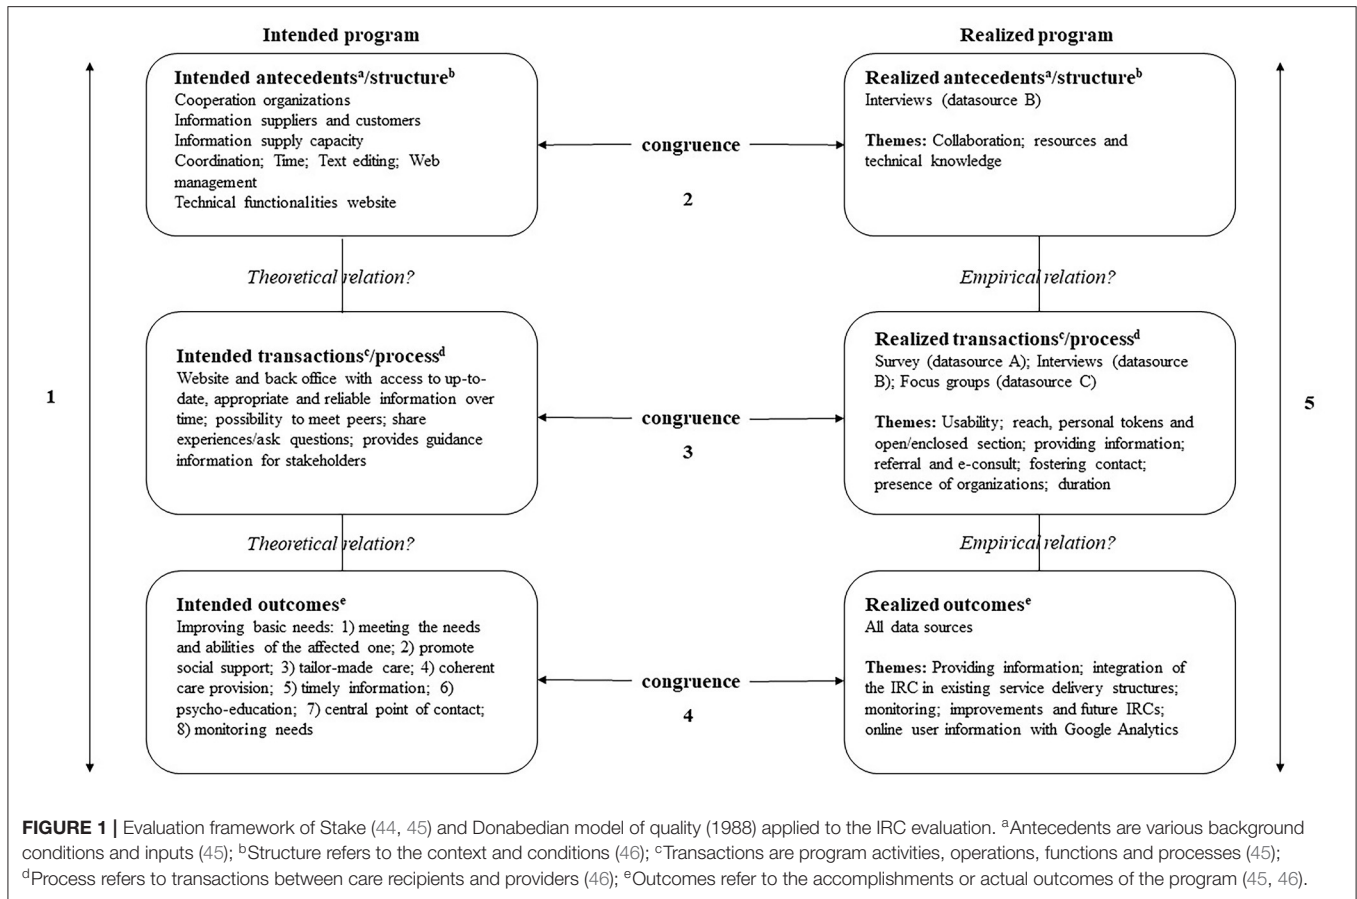 Intended program
Realized program
Intended antecedentsᵃ/structureᵇ
Cooperation organizations
Information suppliers and customers
Information supply capacity
Coordination; Time; Text editing; Web
management
Technical functionalities website
congruence
2
Realized antecedentsᵃ/structureᵇ
Interviews (datasource B)
Themes: Collaboration; resources and
technical knowledge
Theoretical relation?
Empirical relation?
1
Intended transactionsᶜ/processᵈ
Website and back office with access to up-to-
date, appropriate and reliable information over
time; possibility to meet peers; share
experiences/ask questions; provides guidance
information for stakeholders
congruence
3
Realized transactionsᶜ/processᵈ
Survey (datasource A); Interviews (datasource
B); Focus groups (datasource C)
Themes: Usability; reach, personal tokens and
open/enclosed section; providing information;
referral and e-consult; fostering contact;
presence of organizations; duration
5
Theoretical relation?
Empirical relation?
Intended outcomesᵉ
Improving basic needs: 1) meeting the needs
and abilities of the affected one; 2) promote
social support; 3) tailor-made care; 4) coherent
care provision; 5) timely information; 6)
psycho-education; 7) central point of contact;
8) monitoring needs
congruence
4
Realized outcomesᵉ
All data sources
Themes: Providing information; integration of
the IRC in existing service delivery structures;
monitoring; improvements and future IRCs;
online user information with Google Analytics
FIGURE 1 | Evaluation framework of Stake (44, 45) and Donabedian model of quality (1988) applied to the IRC evaluation. ᵃAntecedents are various background
conditions and inputs (45); ᵇStructure refers to the context and conditions (46); ᶜTransactions are program activities, operations, functions and processes (45);
ᵈProcess refers to transactions between care recipients and providers (46); ᵉOutcomes refer to the accomplishments or actual outcomes of the program (45, 46).